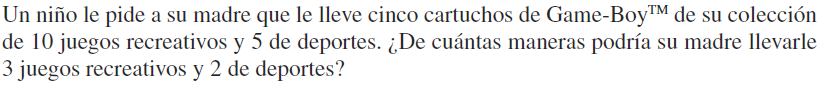 Un niño le pide a su madre que le lleve cinco cartuchos de Game-Boy™ de su colección
de 10 juegos recreativos y 5 de deportes. ¿De cuántas maneras podría su madre llevarle
3 juegos recreativos y 2 de deportes?